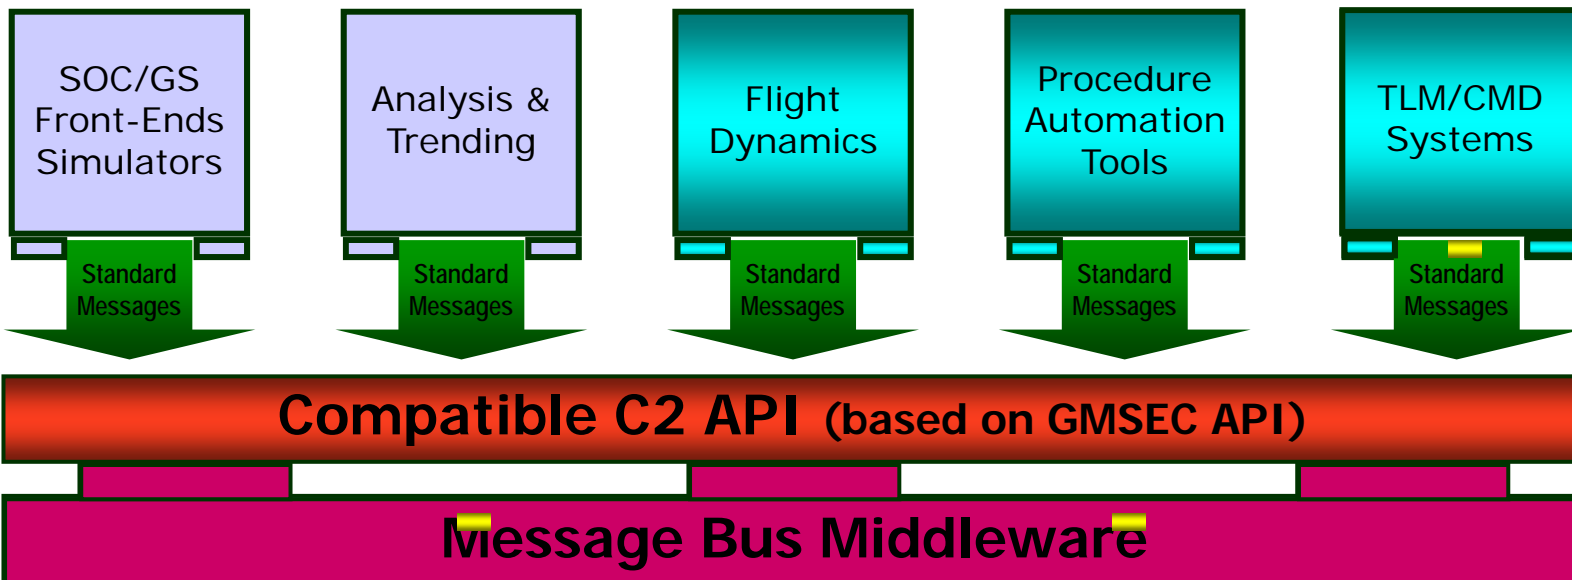 SOC/GS
Front-Ends
Simulators
Analysis &
Trending
Flight
Dynamics
Procedure
Automation
Tools
TLM/CMD
Systems
Standard
Messages
Standard
Messages
Standard
Messages
Standard
Messages
Standard
Messages
Compatible C2 API (based on GMSEC API)
Message Bus Middleware